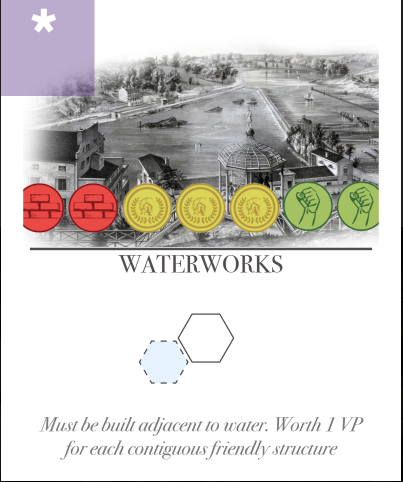 *
WATERWORKS
Must be built adjacent to water. Worth 1 VP
for each contiguous friendly structure